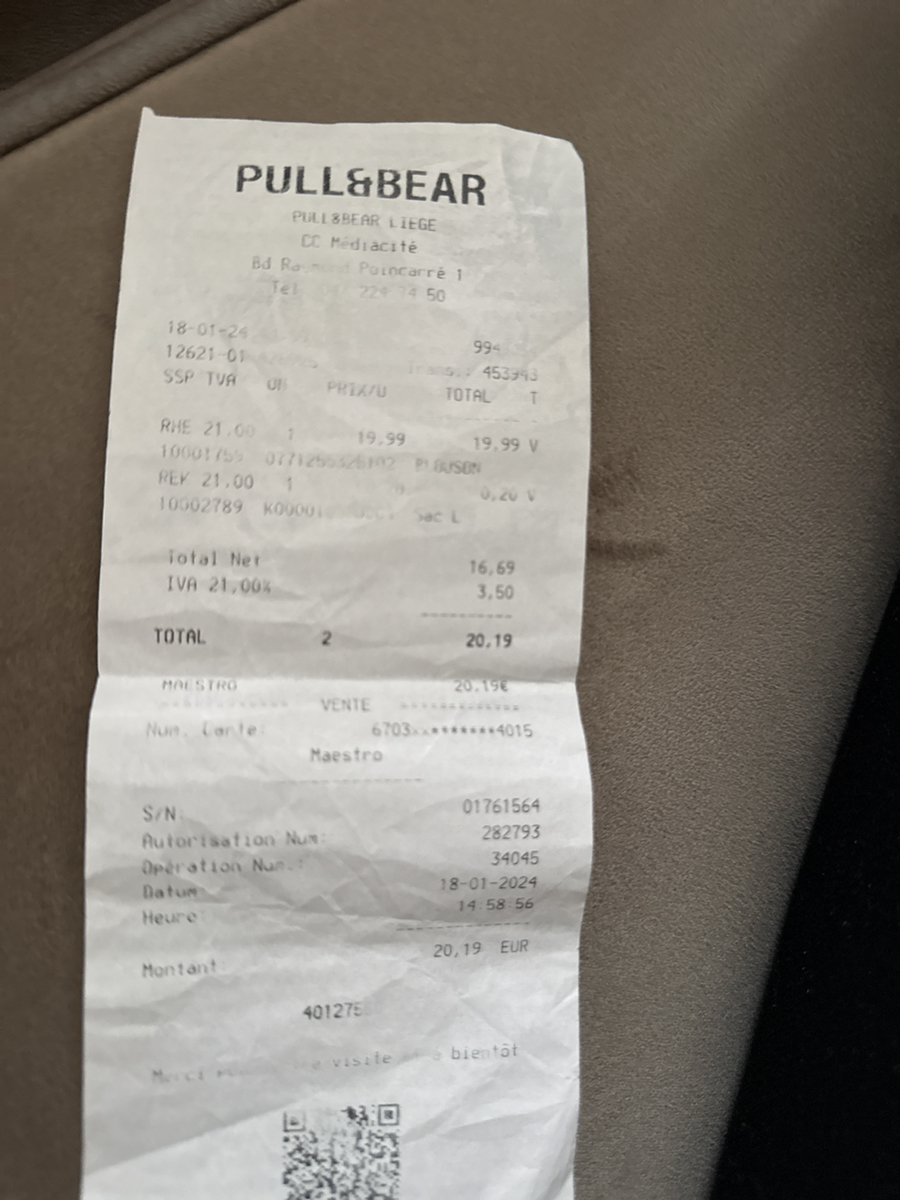 PULL&BEAR
PULL&BEAR LIEGE
CC Médiacité
Bd Poincarré 1
Tel 224 74 50
18-01-24 994
12621-01 Trans.: 453943
SSP TVA PRIX/U TOTAL T
RHE 21.00 1 19,99 19,99 V
10001759
REK 21.00 1 0,20 V
10002789 Sac L
Total Net 16,69
IVA 21,00% 3,50
TOTAL 2 20,19
MAESTRO 20,19€
VENTE
Num. Carte: 6703*********4015
Maestro
S/N. 01761564
Autorisation Num: 282793
Opération Num.: 34045
Datum: 18-01-2024
Heure: 14:58:56
Montant: 20,19 EUR
Merci visite à bientôt